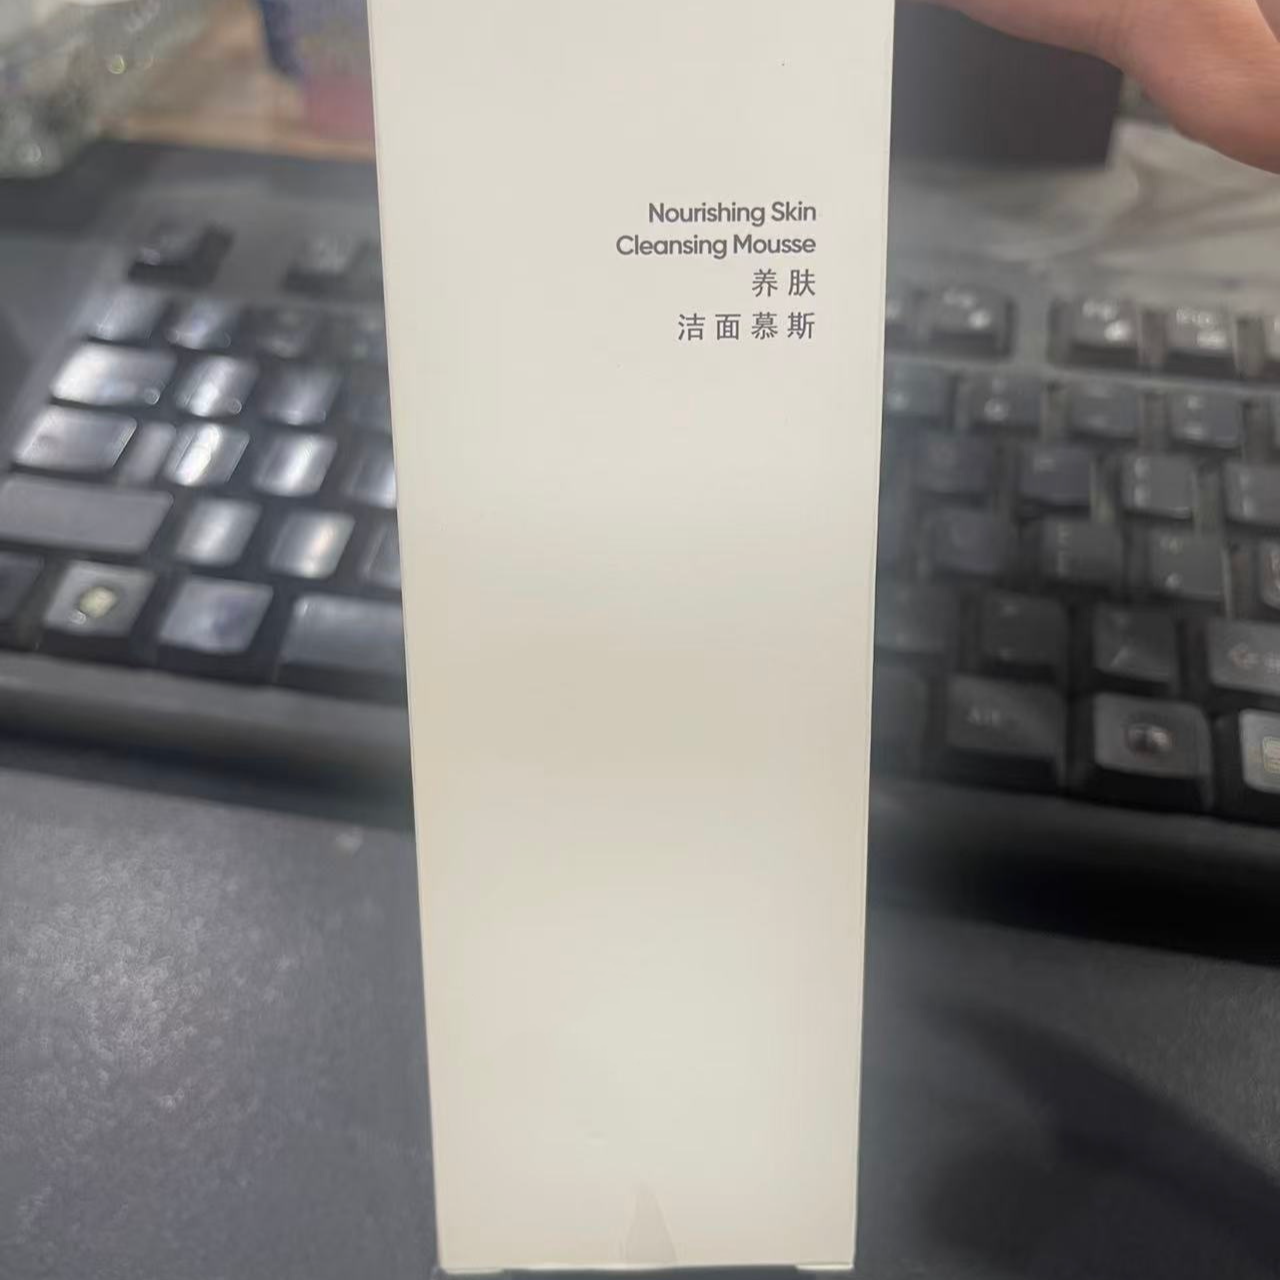 Nourishing Skin
Cleansing Mousse
养肤
洁面慕斯